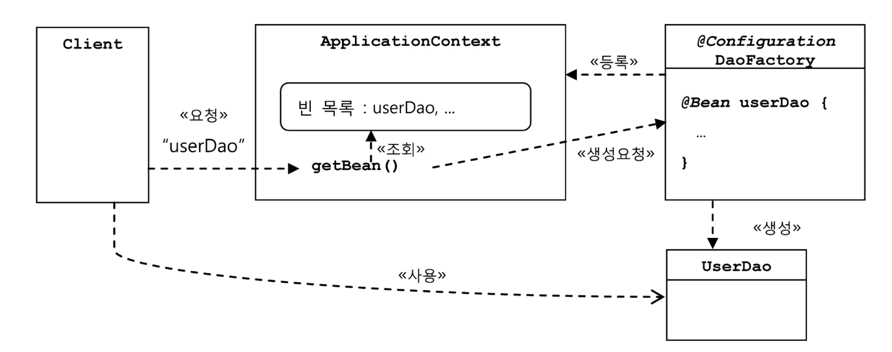 Client
«요청»
“userDao”
ApplicationContext
빈 목록 : userDao, ...
«조회»
getBean()
«등록»
«생성요청»
@Configuration
DaoFactory
@Bean userDao {
...
}
«생성»
UserDao
«사용»